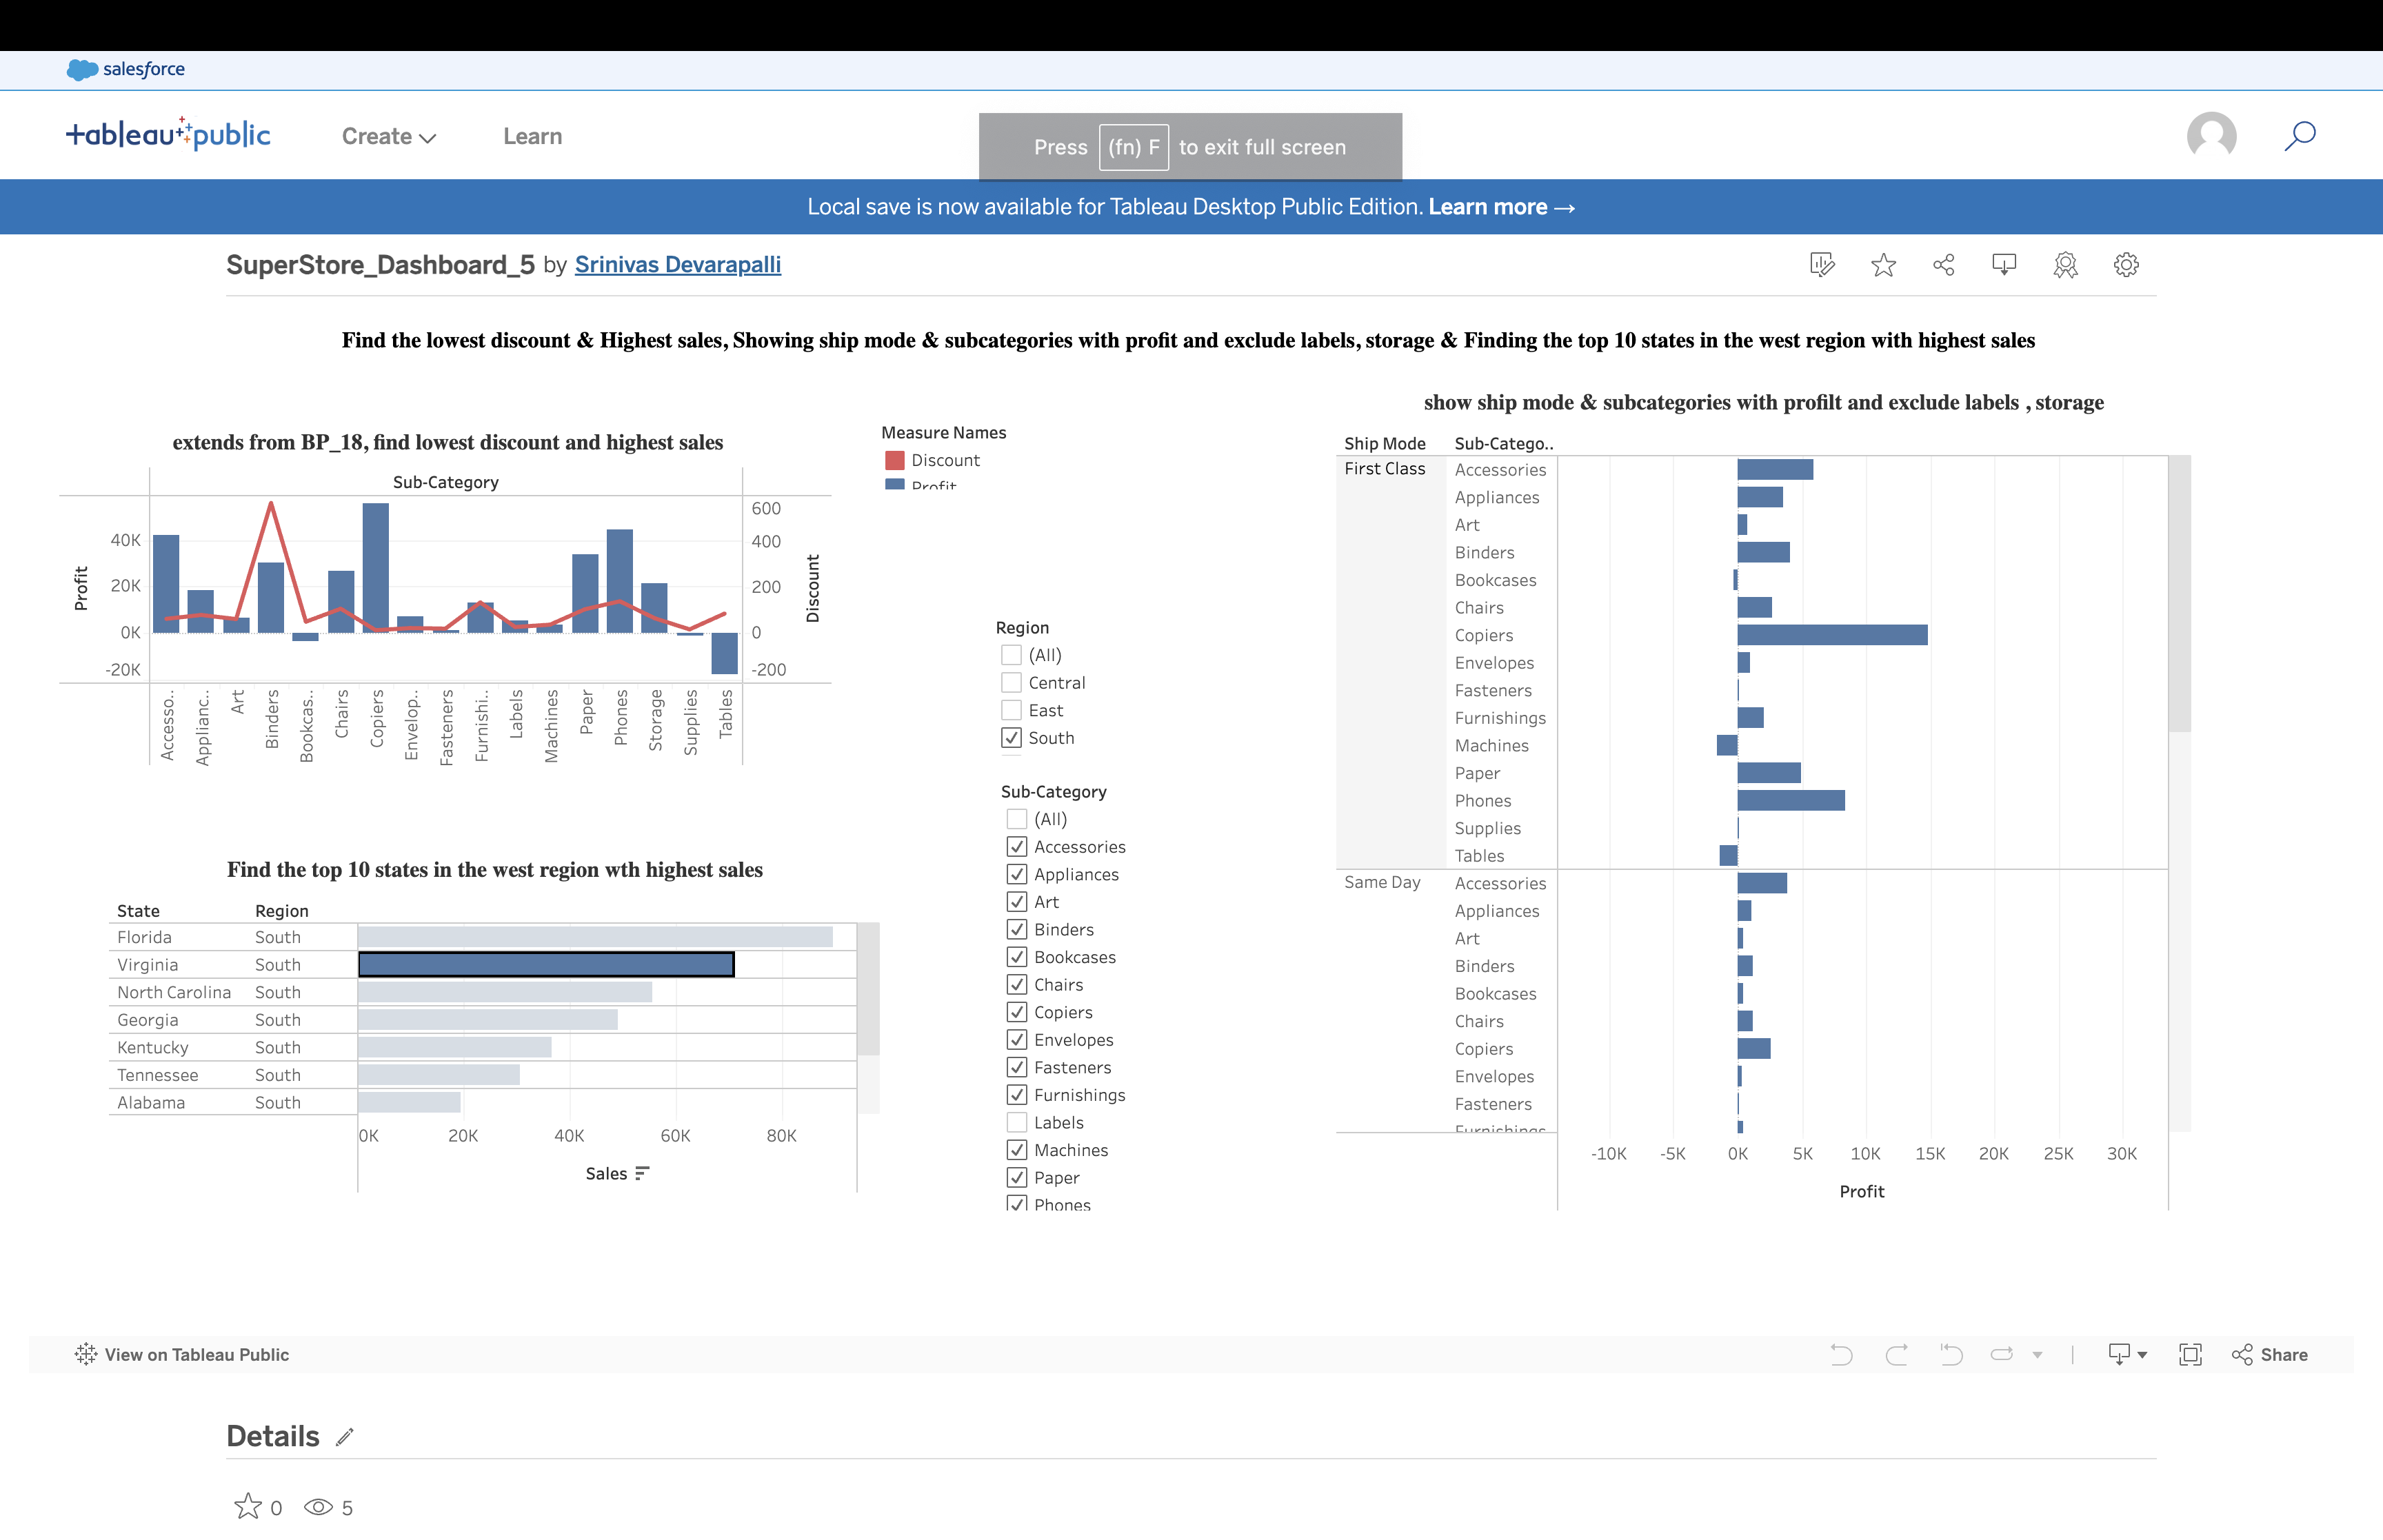 salesforce
tableau public
Create
Learn
Press (fn) F to exit full screen
Local save is now available for Tableau Desktop Public Edition. Learn more →
SuperStore_Dashboard_5 by Srinivas Devarapalli
Find the lowest discount & Highest sales, Showing ship mode & subcategories with profit and exclude labels, storage & Finding the top 10 states in the west region with highest sales
extends from BP_18, find lowest discount and highest sales
Sub-Category
Profit
40K
20K
0K
-20K
600
400
200
0
-200
Discount
Accesso..
Applianc..
Art
Binders
Bookcas..
Chairs
Copiers
Envelop..
Fasteners
Furnishi..
Labels
Machines
Paper
Phones
Storage
Supplies
Tables
Measure Names
Discount
Profit
Region
(All)
Central
East
South
Sub-Category
(All)
Accessories
Appliances
Art
Binders
Bookcases
Chairs
Copiers
Envelopes
Fasteners
Furnishings
Labels
Machines
Paper
Phones
Find the top 10 states in the west region wth highest sales
State Region
Florida South
Virginia South
North Carolina South
Georgia South
Kentucky South
Tennessee South
Alabama South
0K 20K 40K 60K 80K
Sales
show ship mode & subcategories with profilt and exclude labels , storage
Ship Mode Sub-Catego..
First Class Accessories
Appliances
Art
Binders
Bookcases
Chairs
Copiers
Envelopes
Fasteners
Furnishings
Machines
Paper
Phones
Supplies
Tables
Same Day Accessories
Appliances
Art
Binders
Bookcases
Chairs
Copiers
Envelopes
Fasteners
Furnishings
-10K -5K 0K 5K 10K 15K 20K 25K 30K
Profit
View on Tableau Public
Share
Details
0 5